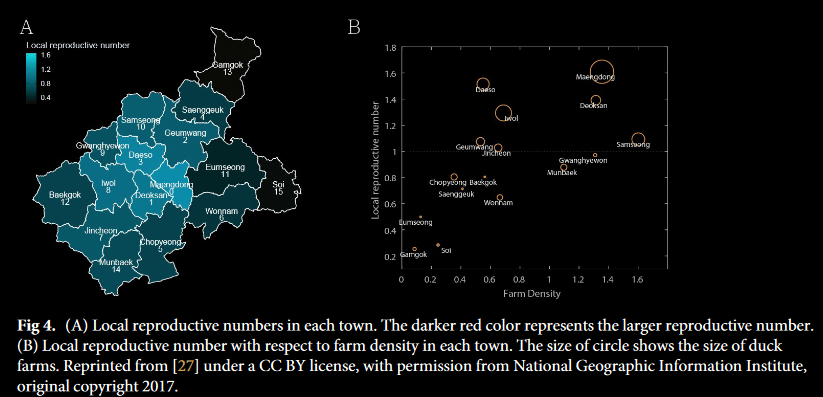 A
Local reproductive number
1.6
1.2
0.8
0.4
Gamgok
13
Saenggeuk
4
Samseong
10
Geumwang
2
Gwanghyewon
9
Daeso
3
Eumseong
11
Soi
15
Iwol
8
Maengdong
Deoksan
1
Baekgok
12
Wonnam
6
Jincheon
7
Chopyeong
5
Munbaek
14
B
Local reproductive number
1.8
1.6
1.4
1.2
1
0.8
0.6
0.4
0.2
0
0.2
0.4
0.6
0.8
1
1.2
1.4
1.6
Farm Density
Maengdong
Daeso
Deoksan
Iwol
Samseong
Geumwang
Jincheon
Gwanghyewon
Munbaek
Chopyeong
Baekgok
Saenggeuk
Wonnam
Eumseong
Gamgok
Soi
Fig 4. (A) Local reproductive numbers in each town. The darker red color represents the larger reproductive number.
(B) Local reproductive number with respect to farm density in each town. The size of circle shows the size of duck
farms. Reprinted from [27] under a CC BY license, with permission from National Geographic Information Institute,
original copyright 2017.